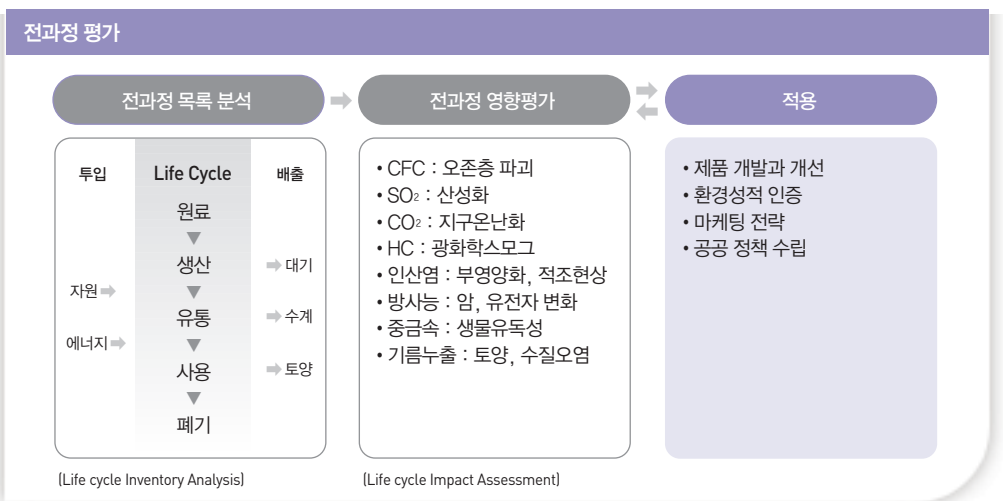 전과정 평가
전과정 목록 분석
전과정 영향평가
적용
투입
Life Cycle
배출
원료
생산
유통
사용
폐기
자원
에너지
대기
수계
토양
(Life cycle Inventory Analysis)
• CFC : 오존층 파괴
• SO2 : 산성화
• CO2 : 지구온난화
• HC : 광화학스모그
• 인산염 : 부영양화, 적조현상
• 방사능 : 암, 유전자 변화
• 중금속 : 생물유독성
• 기름누출 : 토양, 수질오염
(Life cycle Impact Assessment)
• 제품 개발과 개선
• 환경성적 인증
• 마케팅 전략
• 공공 정책 수립